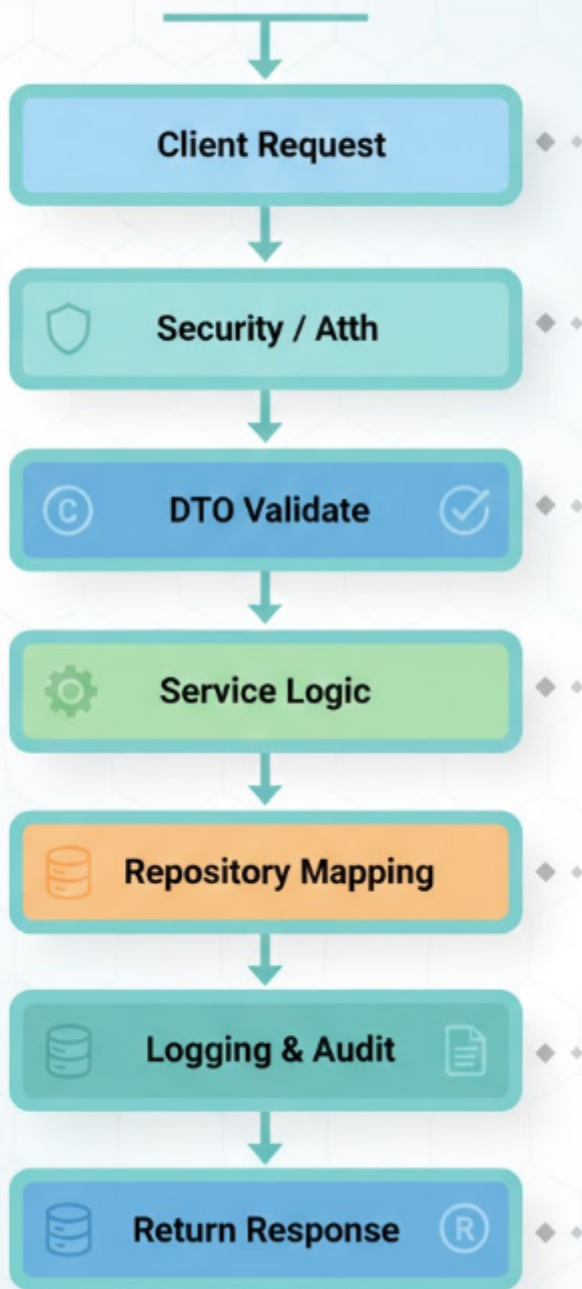 Client Request
Security / Atth
C DTO Validate
Service Logic
Repository Mapping
Logging & Audit
Return Response R